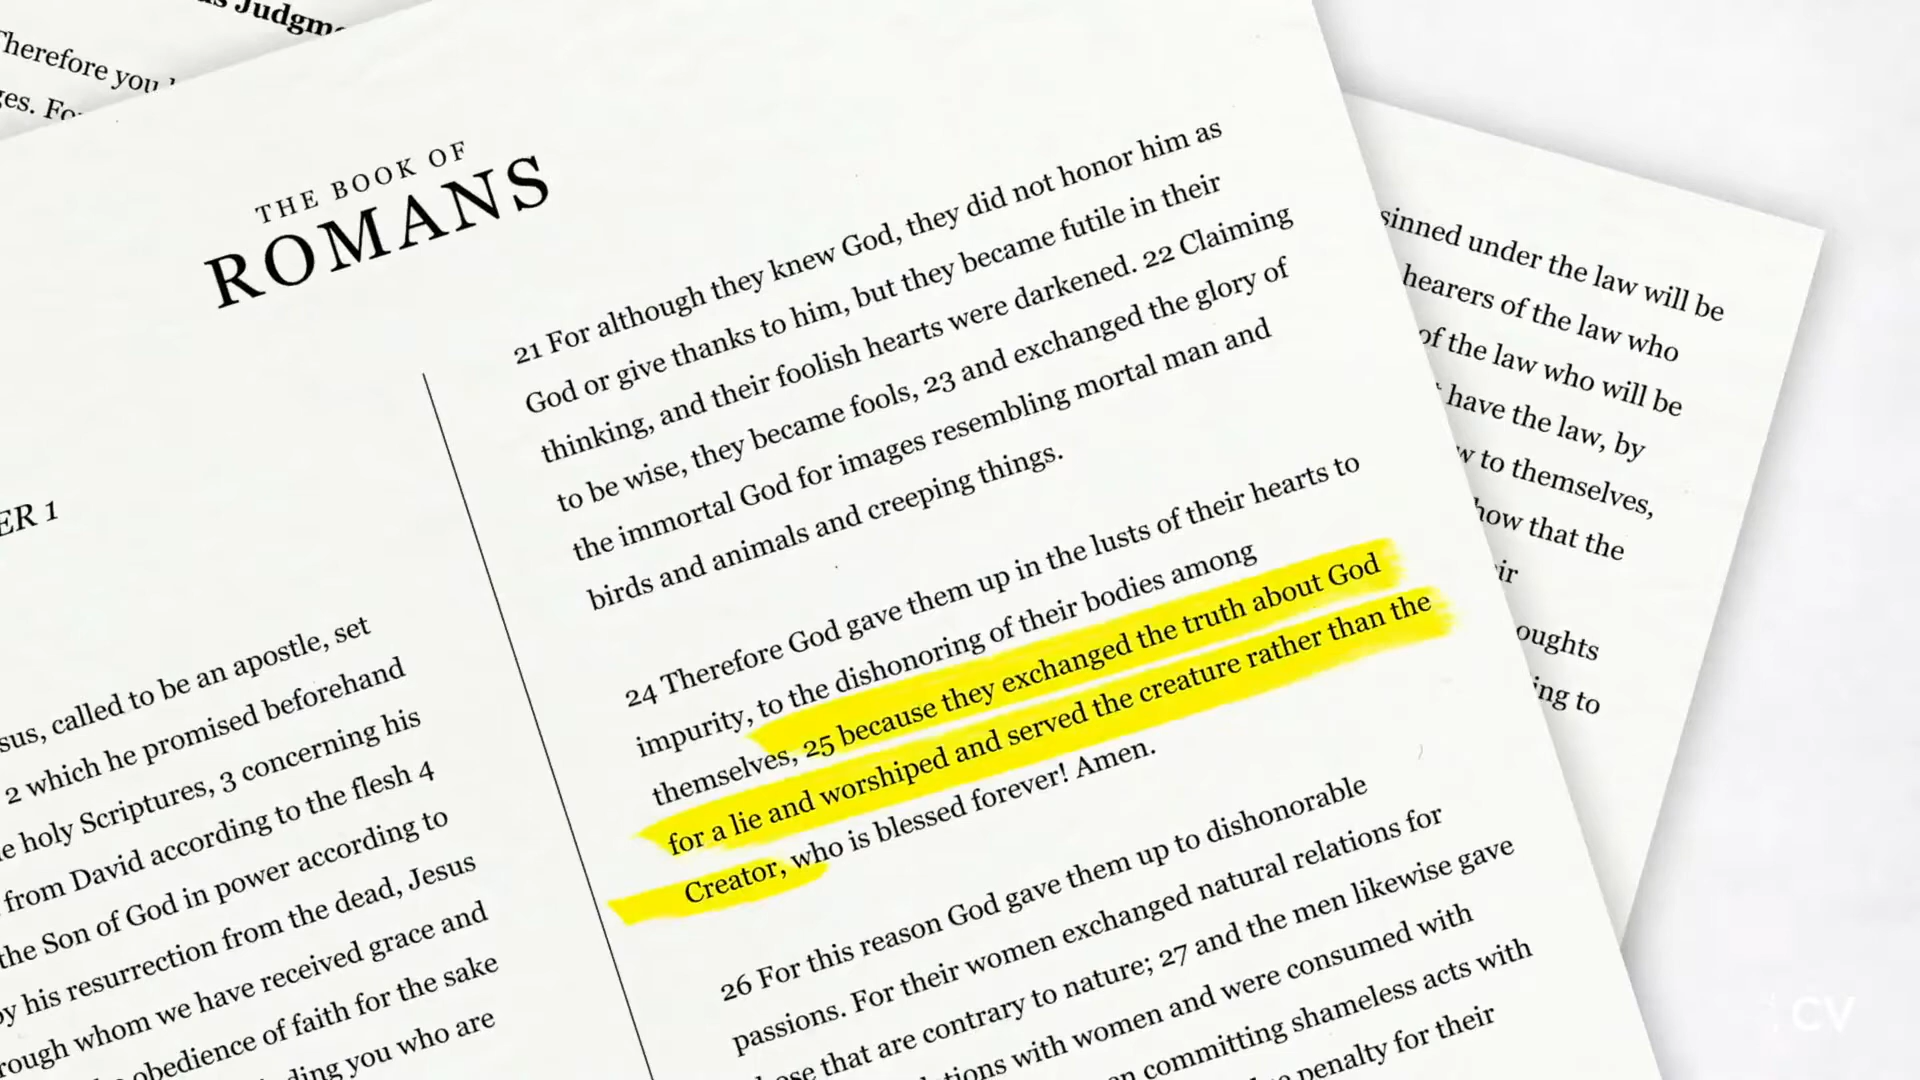 s Judgm
Therefore you
ges. For
THE BOOK OF
ROMANS
ER 1
sus, called to be an apostle, set
2 which he promised beforehand
e holy Scriptures, 3 concerning his
from David according to the flesh 4
the Son of God in power according to
by his resurrection from the dead, Jesus
rough whom we have received grace and
obedience of faith for the sake
ding you who are
21 For although they knew God, they did not honor him as
God or give thanks to him, but they became futile in their
thinking, and their foolish hearts were darkened. 22 Claiming
to be wise, they became fools, 23 and exchanged the glory of
the immortal God for images resembling mortal man and
birds and animals and creeping things.
24 Therefore God gave them up in the lusts of their hearts to
impurity, to the dishonoring of their bodies among
themselves, 25 because they exchanged the truth about God
for a lie and worshiped and served the creature rather than the
Creator, who is blessed forever! Amen.
26 For this reason God gave them up to dishonorable
passions. For their women exchanged natural relations for
hose that are contrary to nature; 27 and the men likewise gave
tions with women and were consumed with
en committing shameless acts with
penalty for their
sinned under the law will be
hearers of the law who
of the law who will be
have the law, by
w to themselves,
how that the
ir
oughts
ing to
CV